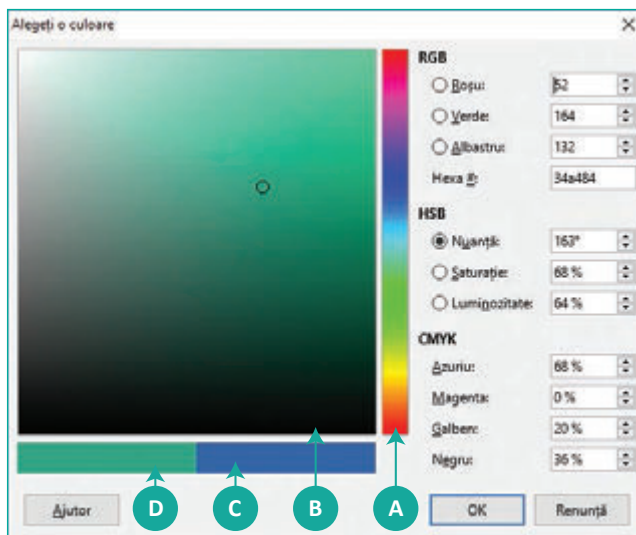 Alegeți o culoare
RGB
Roșu: 52
Verde: 164
Albastru: 132
Hexa #: 34a484
HSB
Nuanță: 163°
Saturație: 68 %
Luminozitate: 64 %
CMYK
Azuriu: 68 %
Magenta: 0 %
Galben: 20 %
Negru: 36 %
D C B A
Ajutor OK Renunță